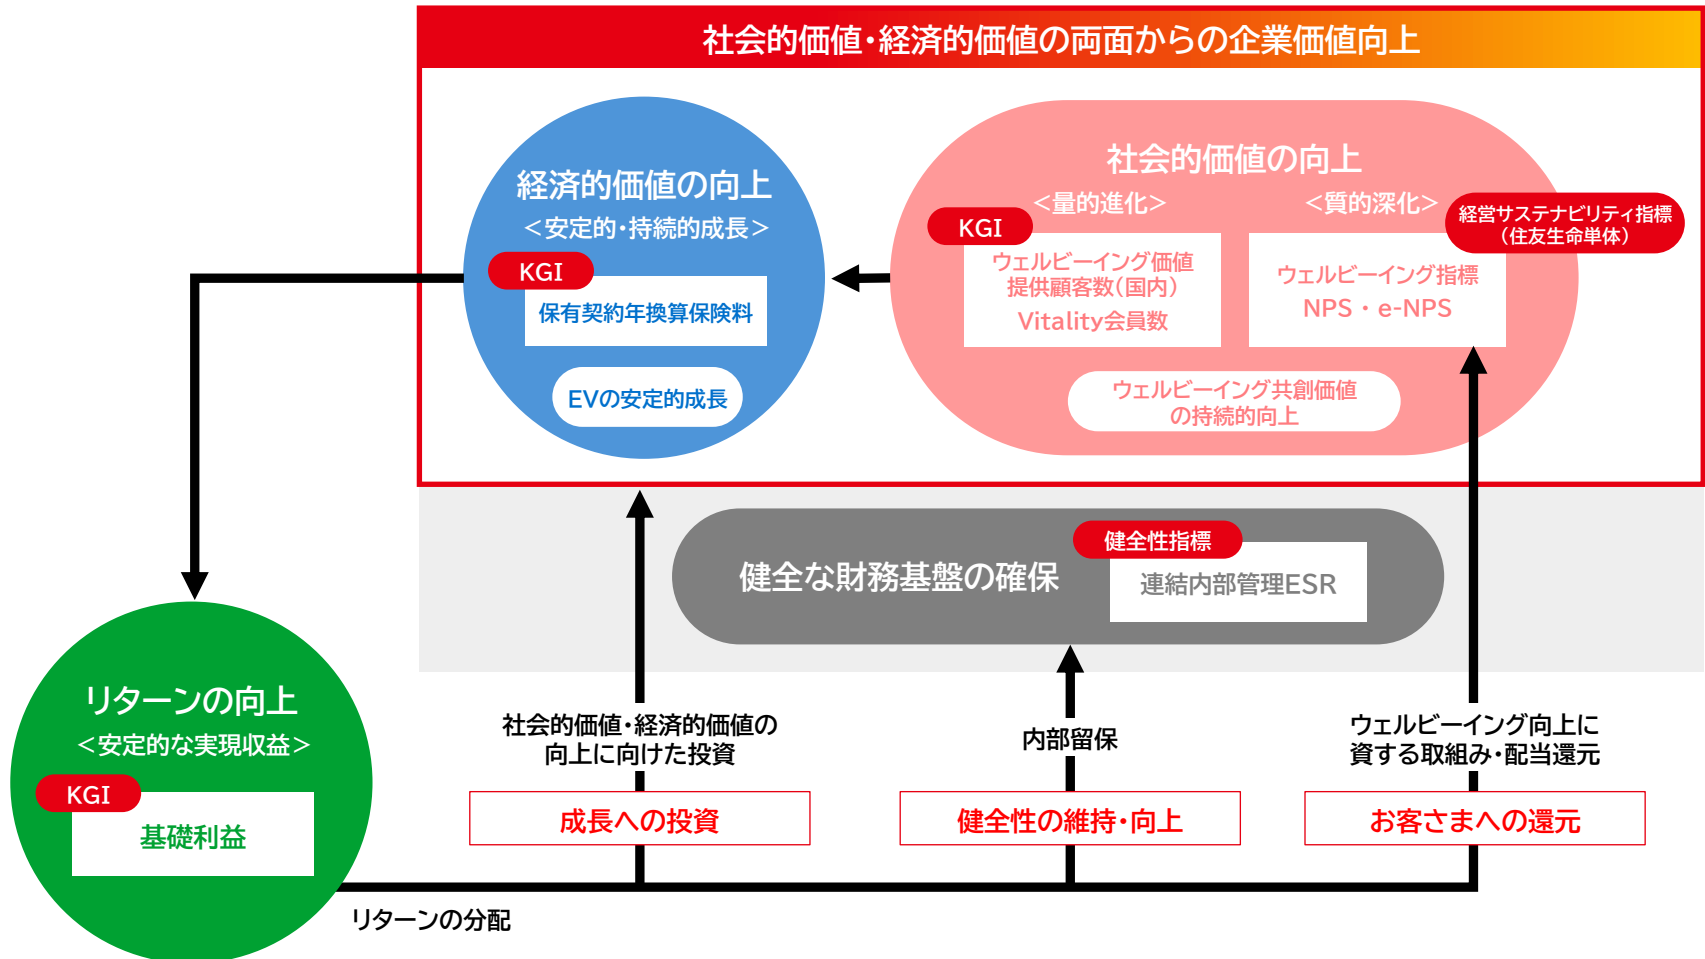 社会的価値・経済的価値の両面からの企業価値向上
経済的価値の向上
＜安定的・持続的成長＞
KGI
保有契約年換算保険料
EVの安定的成長
社会的価値の向上
＜量的進化＞
KGI
ウェルビーイング価値
提供顧客数（国内）
Vitality会員数
＜質的深化＞
経営サステナビリティ指標
（住友生命単体）
ウェルビーイング指標
NPS・e-NPS
ウェルビーイング共創価値
の持続的向上
健全な財務基盤の確保
健全性指標
連結内部管理ESR
リターンの向上
＜安定的な実現収益＞
KGI
基礎利益
社会的価値・経済的価値の
向上に向けた投資
成長への投資
内部留保
健全性の維持・向上
ウェルビーイング向上に
資する取組み・配当還元
お客さまへの還元
リターンの分配